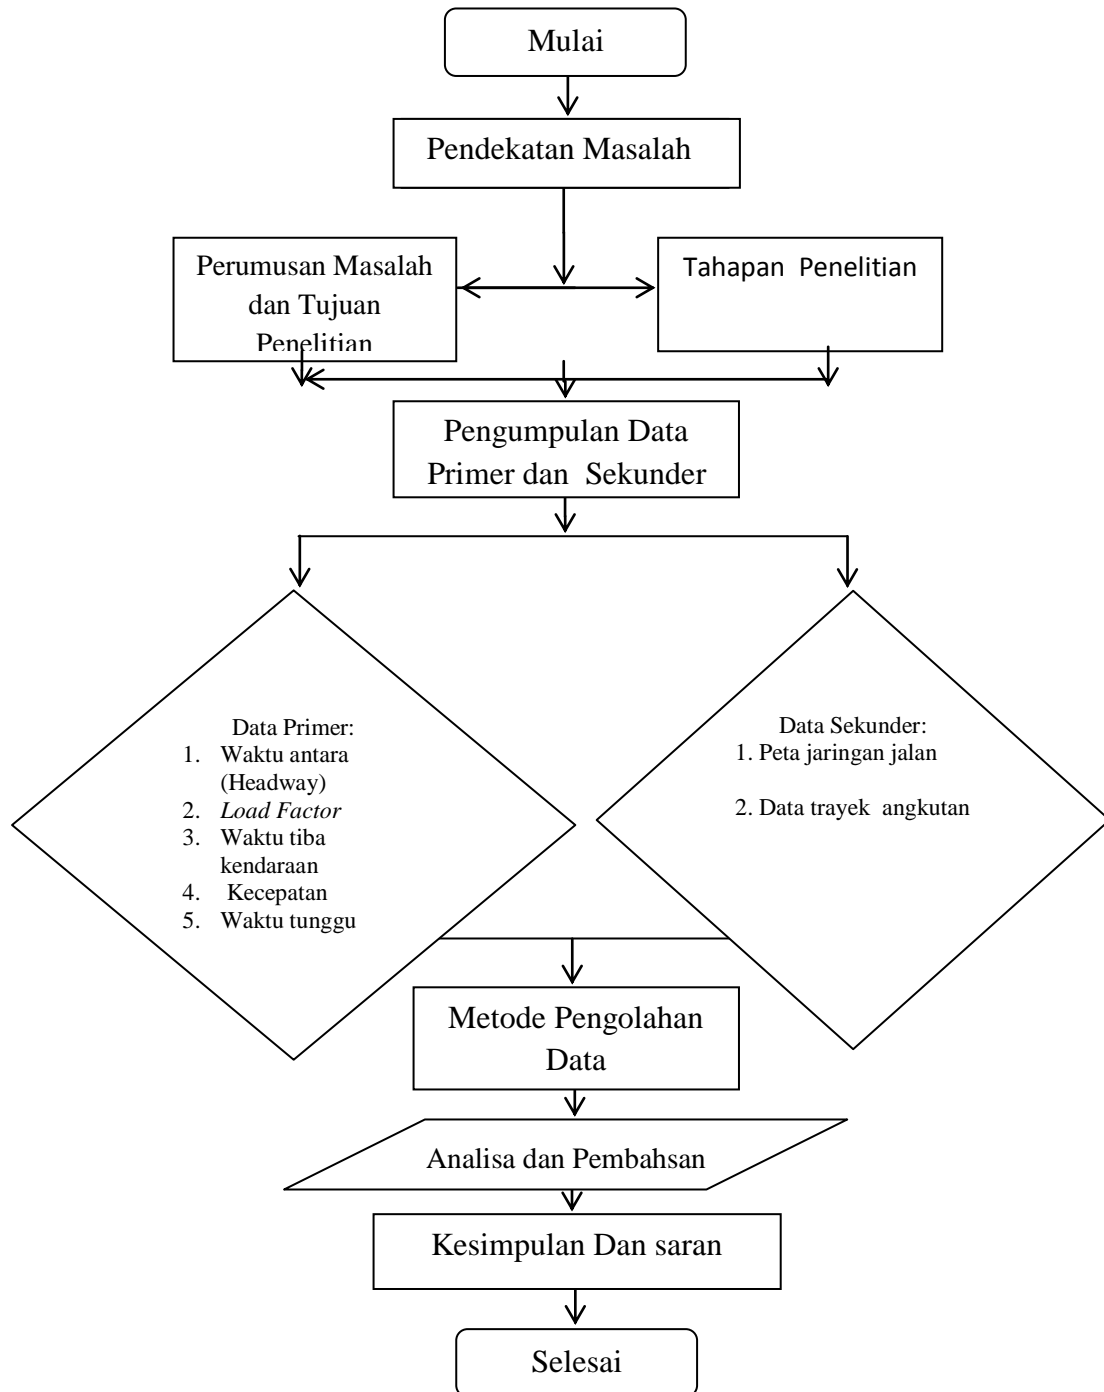 Mulai
Pendekatan Masalah
Perumusan Masalah
dan Tujuan
Penelitian
Tahapan Penelitian
Pengumpulan Data
Primer dan Sekunder
Data Primer:
1. Waktu antara
(Headway)
2. Load Factor
3. Waktu tiba
kendaraan
4. Kecepatan
5. Waktu tunggu
Data Sekunder:
1. Peta jaringan jalan
2. Data trayek angkutan
Metode Pengolahan
Data
Analisa dan Pembahsan
Kesimpulan Dan saran
Selesai